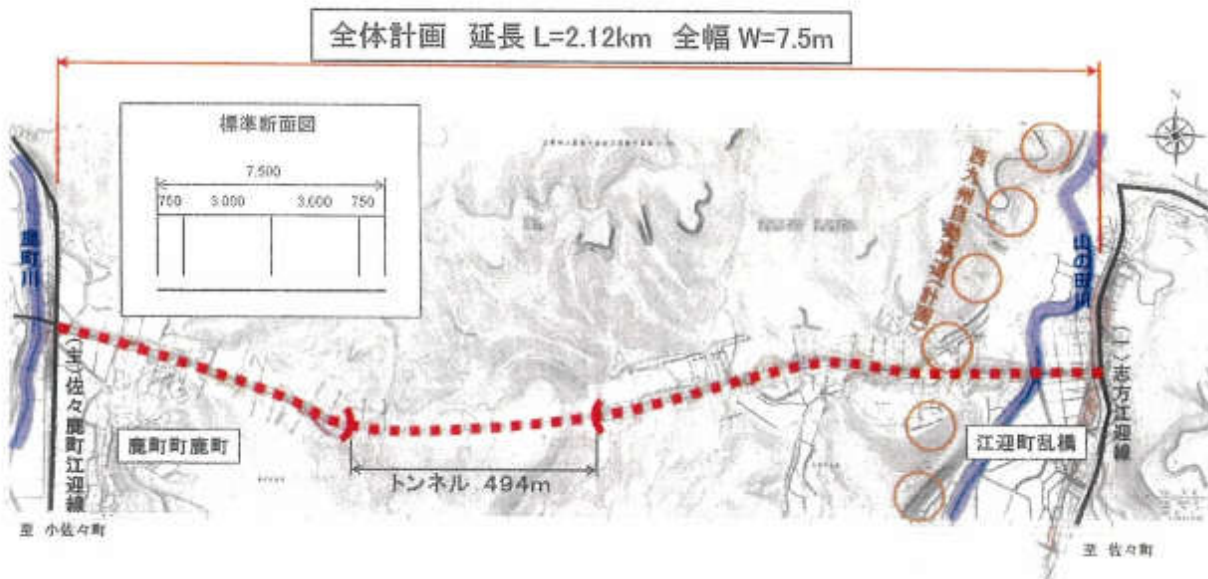 全体計画 延長 L=2.12km 全幅 W=7.5m
標準断面図
7.500
750 3.000 3.000 750
N
鹿町川
(主)佐々鹿町江迎線
鹿町町鹿町
至 小佐々町
トンネル 494m
西九州自動車道(計画)
山の田川
江迎町乱橋
(一)志方江迎線
至 佐々町